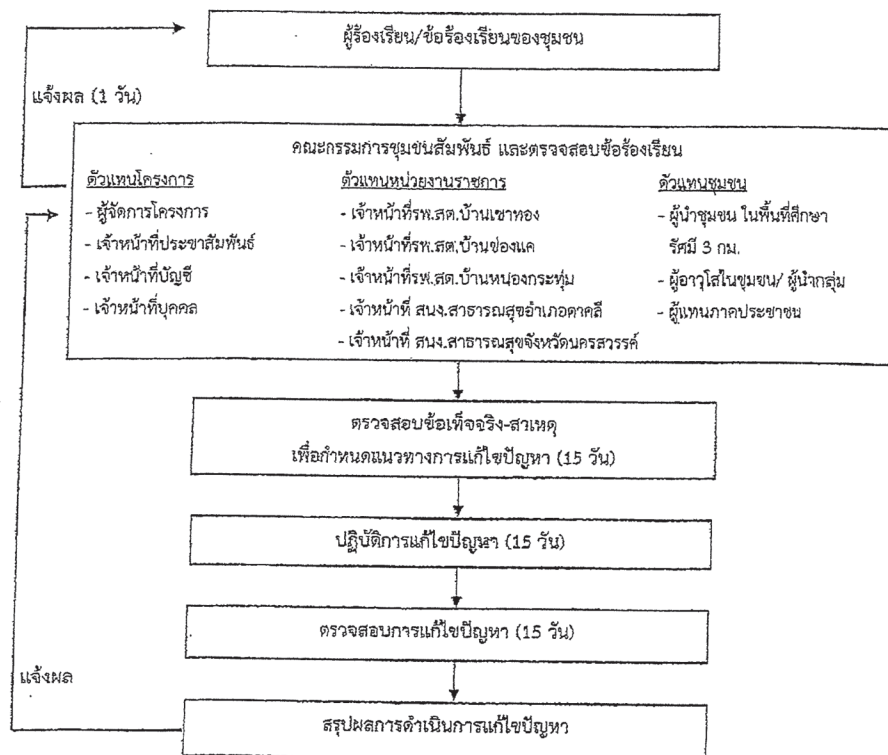 ผู้ร้องเรียน/ข้อร้องเรียนของชุมชน
แจ้งผล (1 วัน)
คณะกรรมการชุมชนสัมพันธ์ และตรวจสอบข้อร้องเรียน
ตัวแทนโครงการ
- ผู้จัดการโครงการ
- เจ้าหน้าที่ประชาสัมพันธ์
- เจ้าหน้าที่บัญชี
- เจ้าหน้าที่บุคคล
ตัวแทนหน่วยงานราชการ
- เจ้าหน้าที่รพ.สต.บ้านเขาทอง
- เจ้าหน้าที่รพ.สต.บ้านช่องแค
- เจ้าหน้าที่รพ.สต.บ้านหนองกระทุ่ม
- เจ้าหน้าที่ สนง.สาธารณสุขอำเภอตาคลี
- เจ้าหน้าที่ สนง.สาธารณสุขจังหวัดนครสวรรค์
ตัวแทนชุมชน
- ผู้นำชุมชน ในพื้นที่ศึกษา
รัศมี 3 กม.
- ผู้อาวุโสในชุมชน/ ผู้นำกลุ่ม
- ผู้แทนภาคประชาชน
ตรวจสอบข้อเท็จจริง-สาเหตุ
เพื่อกำหนดแนวทางการแก้ไขปัญหา (15 วัน)
ปฏิบัติการแก้ไขปัญหา (15 วัน)
ตรวจสอบการแก้ไขปัญหา (15 วัน)
แจ้งผล
สรุปผลการดำเนินการแก้ไขปัญหา